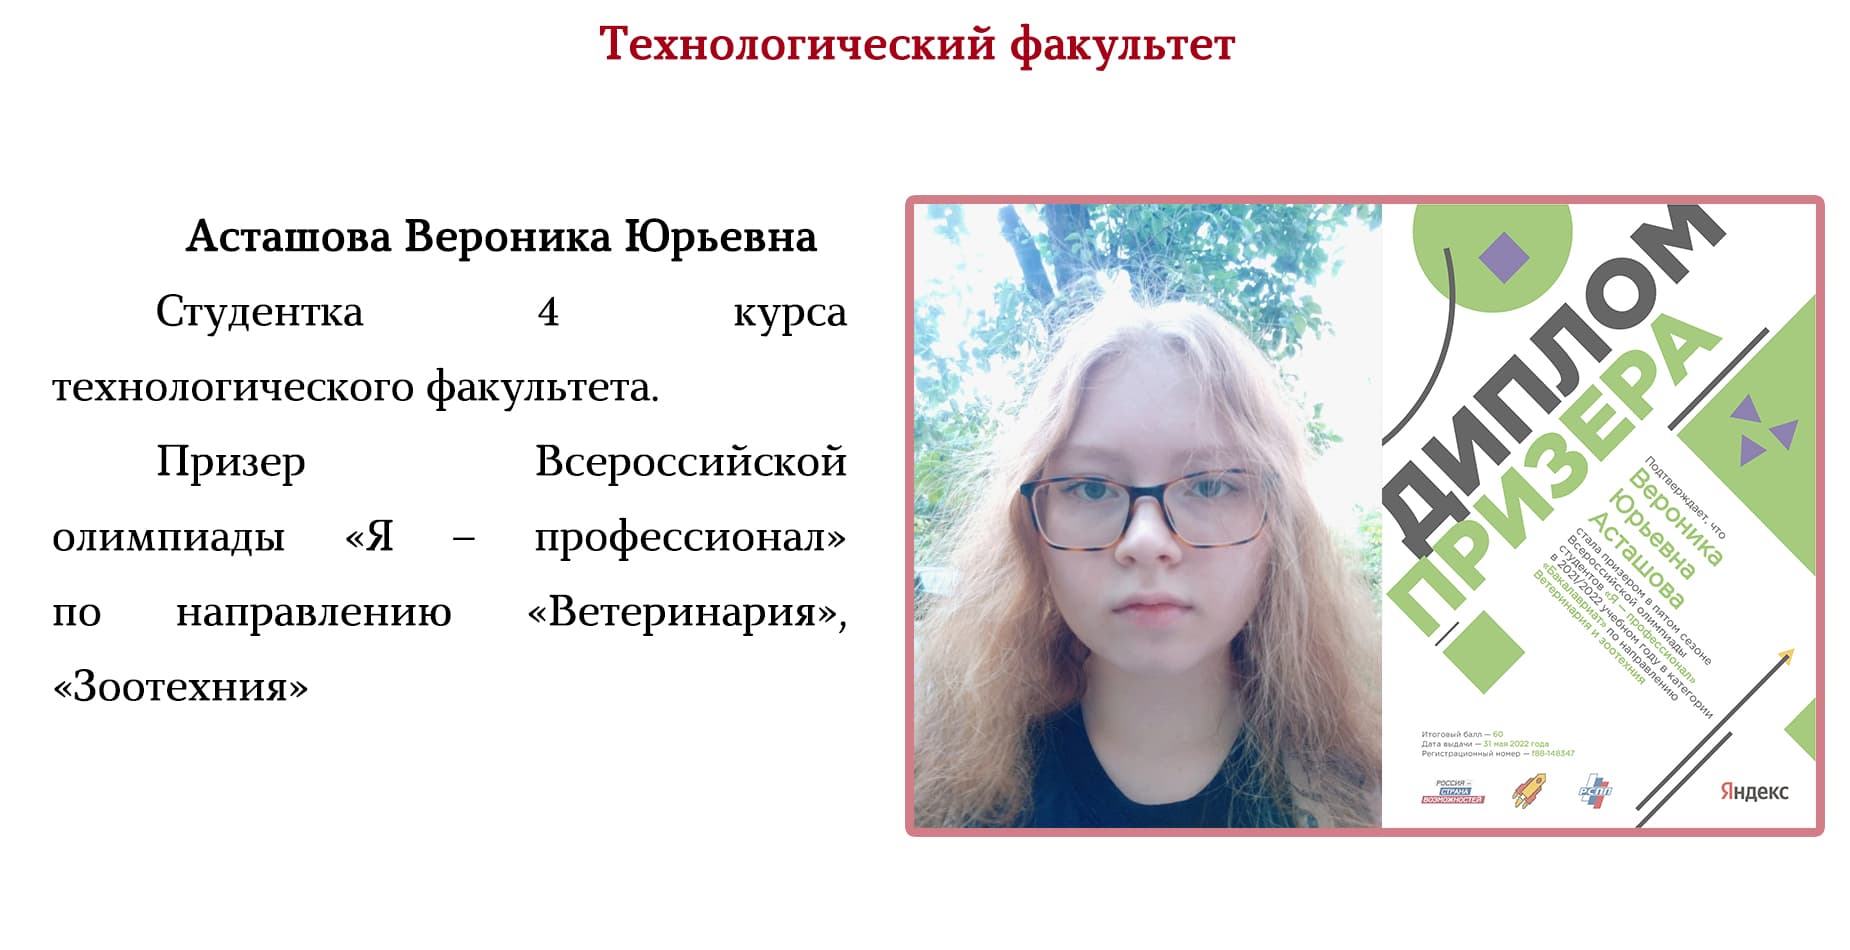 Технологический факультет
Асташова Вероника Юрьевна
Студентка 4 курса
технологического факультета.
Призер Всероссийской
олимпиады «Я – профессионал»
по направлению «Ветеринария»,
«Зоотехния»
ДИПЛОМ
ПРИЗЕРА
Подтверждает, что
Вероника
Юрьевна
Асташова
стала призером в пятом сезоне
Всероссийской олимпиады
студентов «Я – профессионал»
в 2021/2022 учебном году в категории
«Бакалавриат» по направлению
Ветеринария и зоотехния
Итоговый балл — 60
Дата выдачи — 31 мая 2022 года
Регистрационный номер — f88-148347
РОССИЯ –
СТРАНА
ВОЗМОЖНОСТЕЙ
РСПП
Яндекс